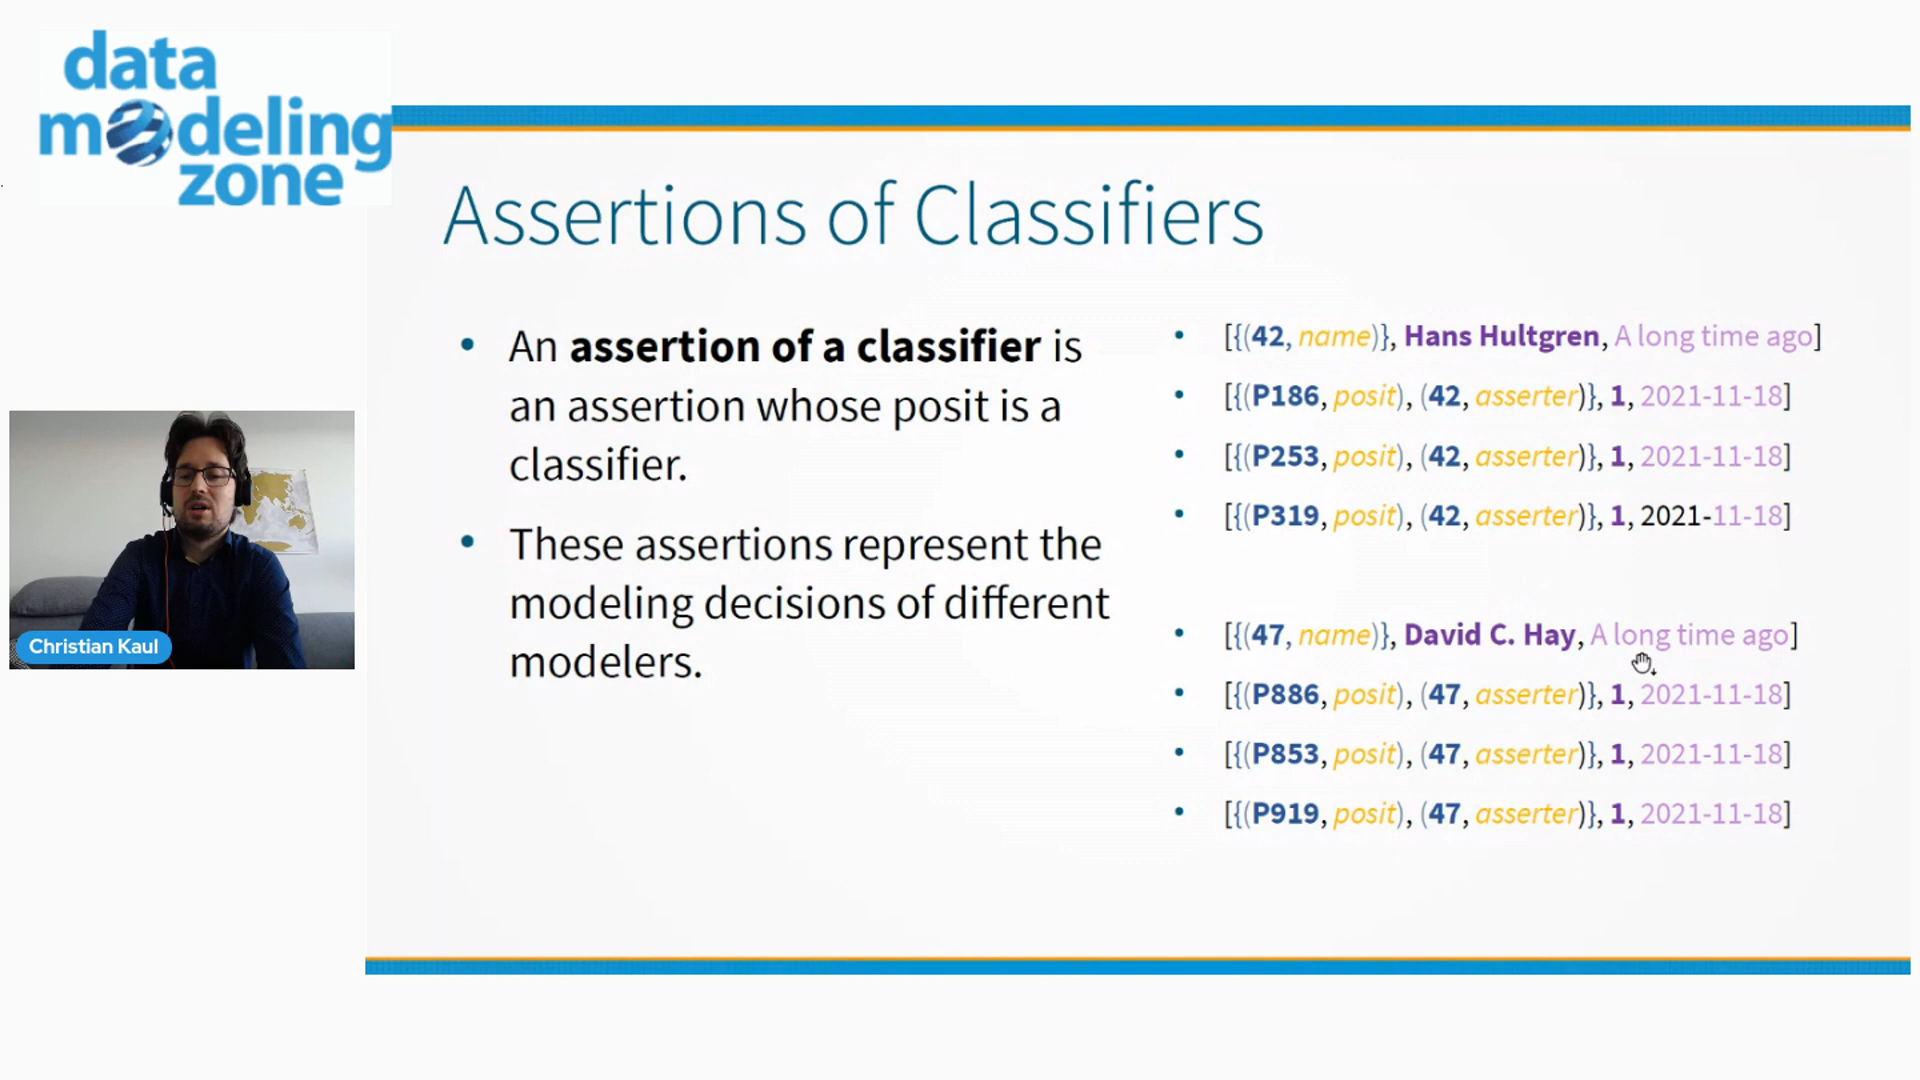 data
modeling
zone
Assertions of Classifiers
• An assertion of a classifier is
an assertion whose posit is a
classifier.
• These assertions represent the
modeling decisions of different
modelers.
• [{(42, name)}, Hans Hultgren, A long time ago]
• [{(P186, posit), (42, asserter)}, 1, 2021-11-18]
• [{(P253, posit), (42, asserter)}, 1, 2021-11-18]
• [{(P319, posit), (42, asserter)}, 1, 2021-11-18]
• [{(47, name)}, David C. Hay, A long time ago]
• [{(P886, posit), (47, asserter)}, 1, 2021-11-18]
• [{(P853, posit), (47, asserter)}, 1, 2021-11-18]
• [{(P919, posit), (47, asserter)}, 1, 2021-11-18]
Christian Kaul